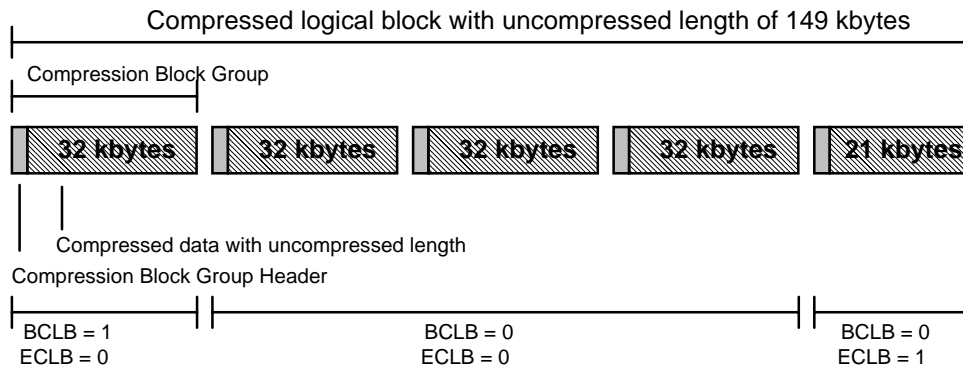 Compressed logical block with uncompressed length of 149 kbytes
Compression Block Group
32 kbytes 32 kbytes 32 kbytes 32 kbytes 21 kbytes
Compressed data with uncompressed length
Compression Block Group Header
BCLB = 1 BCLB = 0 BCLB = 0
ECLB = 0 ECLB = 0 ECLB = 1